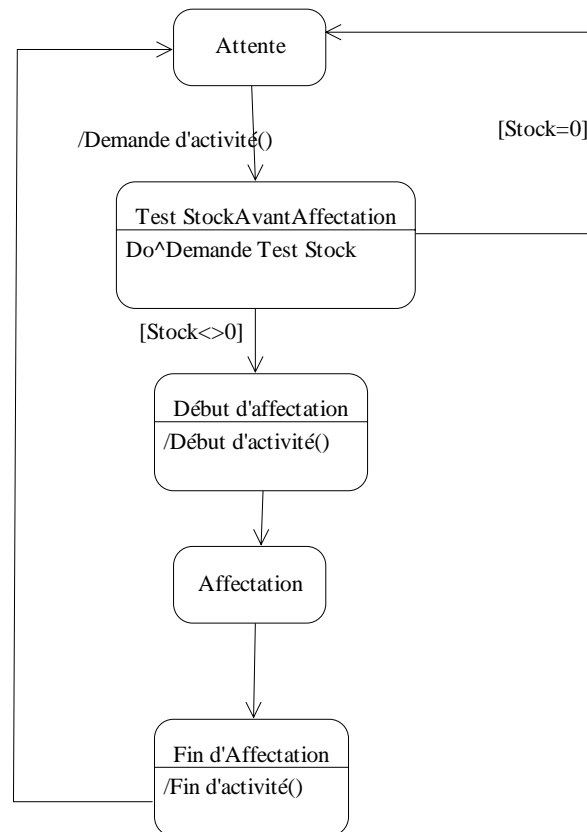 Attente
/Demande d'activité()
[Stock=0]
Test StockAvantAffectation
Do^Demande Test Stock
[Stock<>0]
Début d'affectation
/Début d'activité()
Affectation
Fin d'Affectation
/Fin d'activité()